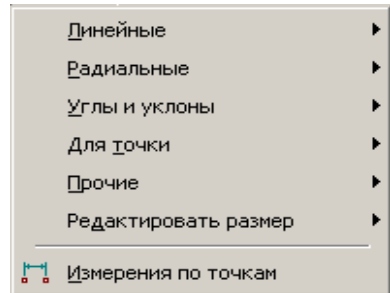 Линейные
Радиальные
Углы и уклоны
Для точки
Прочие
Редактировать размер
Измерения по точкам